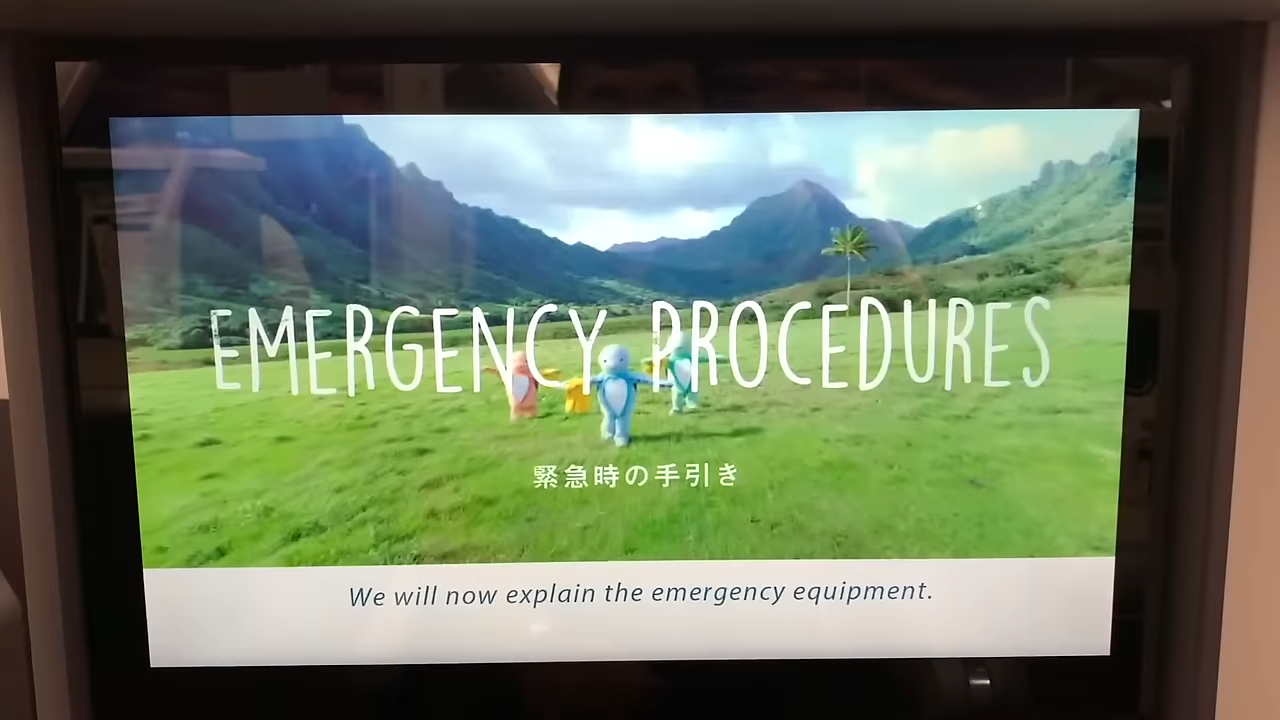 EMERGENCY PROCEDURES
緊急時の手引き
We will now explain the emergency equipment.